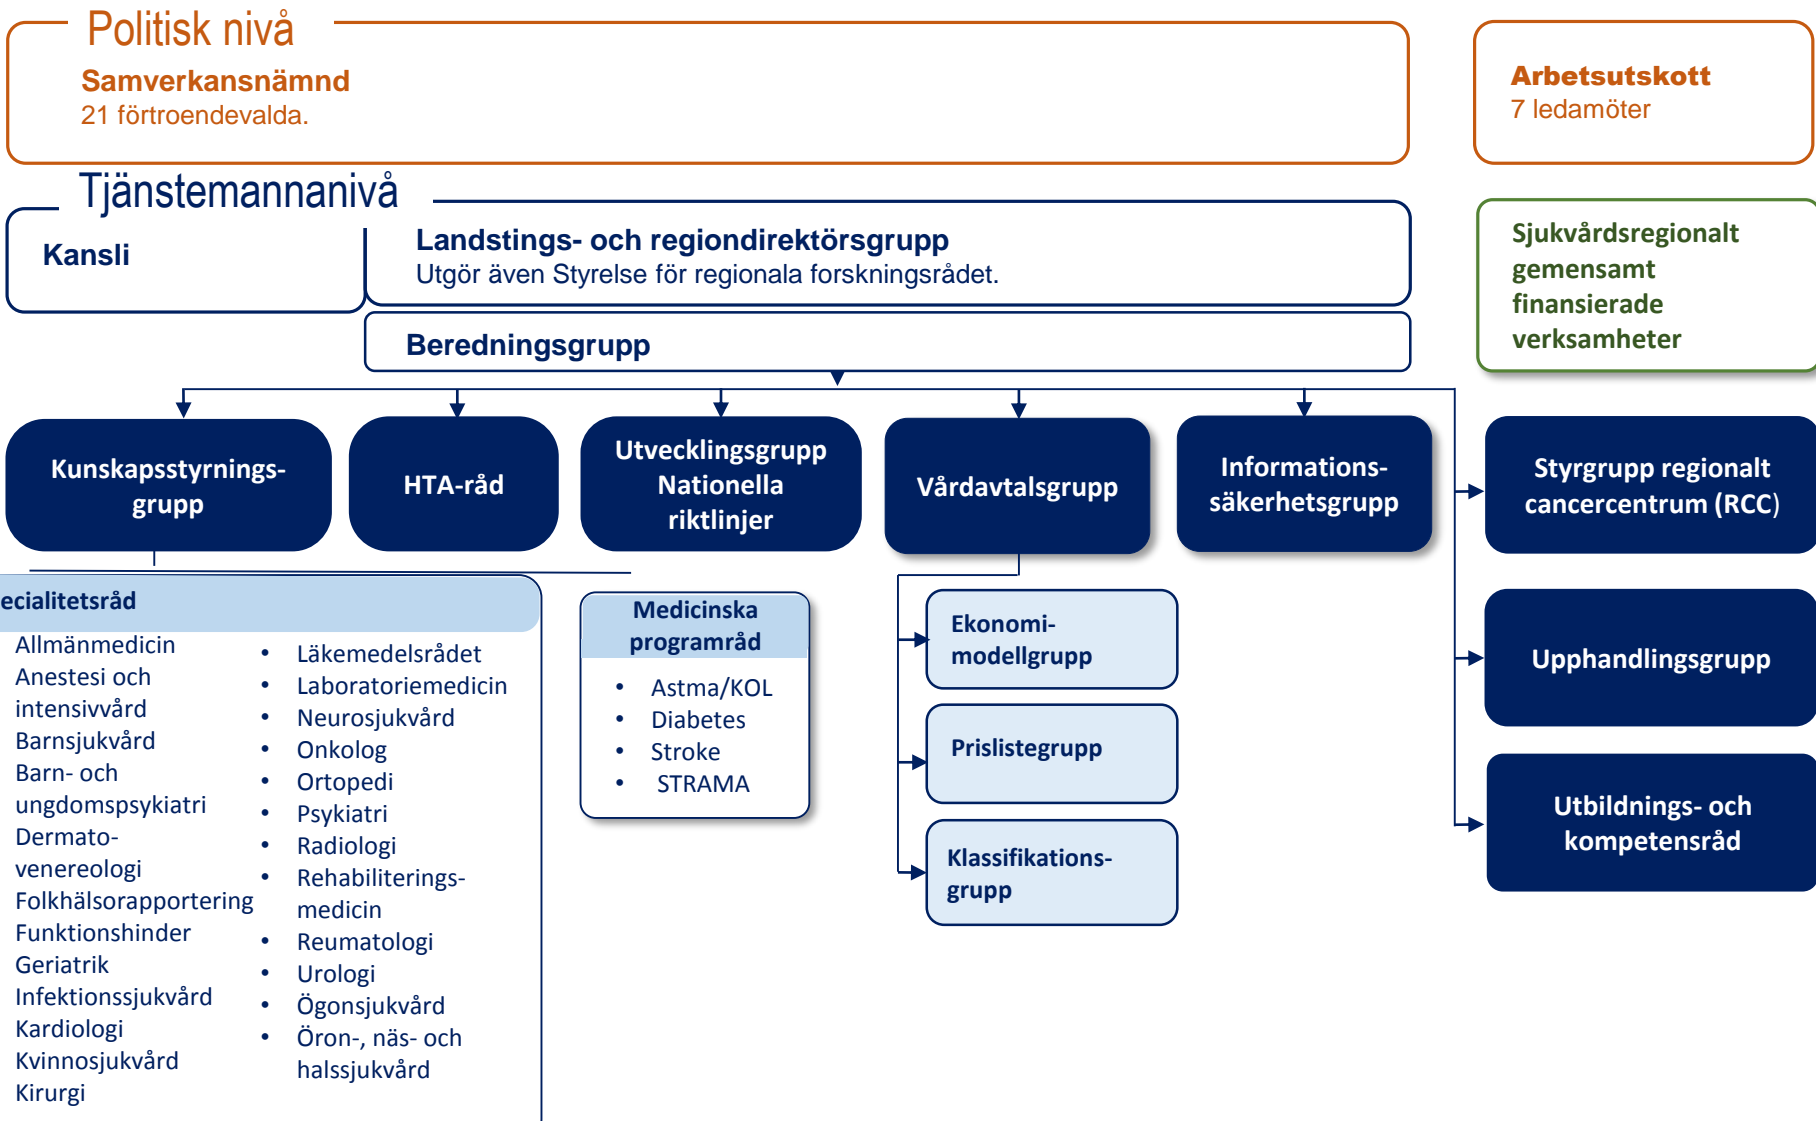 Politisk nivå
Samverkansnämnd
21 förtroendevalda.
Arbetsutskott
7 ledamöter
Tjänstemannanivå
Kansli
Landstings- och regiondirektörsgrupp
Utgör även Styrelse för regionala forskningsrådet.
Sjukvårdsregionalt
gemensamt
finansierade
verksamheter
Beredningsgrupp
Kunskapsstyrnings-
grupp
HTA-råd
Utvecklingsgrupp
Nationella
riktlinjer
Vårdavtalsgrupp
Informations-
säkerhetsgrupp
Styrgrupp regionalt
cancercentrum (RCC)
Upphandlingsgrupp
Utbildnings- och
kompetensråd
ecialitetsråd
Allmänmedicin
Anestesi och
intensivvård
Barnsjukvård
Barn- och
ungdomspsykiatri
Dermato-
venereologi
Folkhälsorapportering
Funktionshinder
Geriatrik
Infektionssjukvård
Kardiologi
Kvinnosjukvård
Kirurgi
• Läkemedelsrådet
• Laboratoriemedicin
• Neurosjukvård
• Onkolog
• Ortopedi
• Psykiatri
• Radiologi
• Rehabiliterings-
medicin
• Reumatologi
• Urologi
• Ögonsjukvård
• Öron-, näs- och
halssjukvård
Medicinska
programråd
• Astma/KOL
• Diabetes
• Stroke
• STRAMA
Ekonomi-
modellgrupp
Prislistegrupp
Klassifikations-
grupp